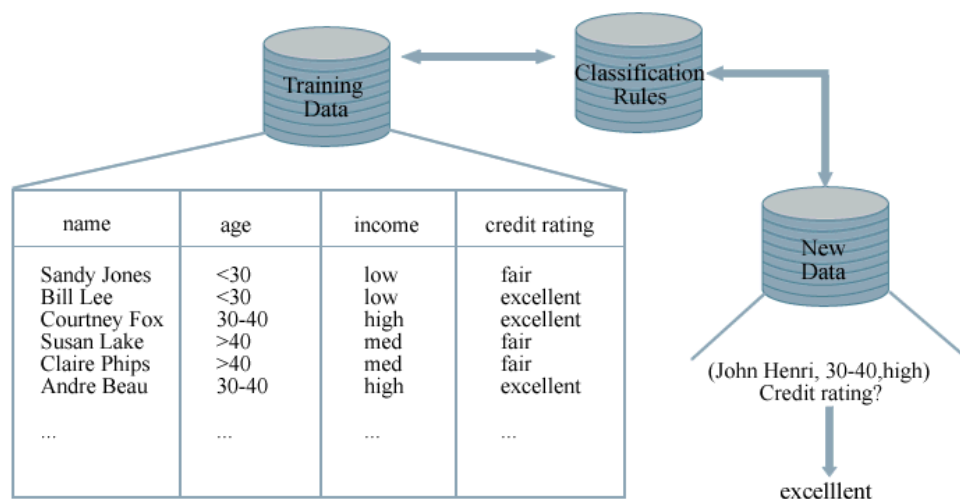 Training
Data
Classification
Rules
New
Data
name age income credit rating
Sandy Jones <30 low fair
Bill Lee <30 low excellent
Courtney Fox 30-40 high excellent
Susan Lake >40 med fair
Claire Phips >40 med fair
Andre Beau 30-40 high excellent
... ... ... ...
(John Henri, 30-40,high)
Credit rating?
excelllent